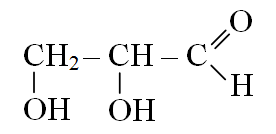 O
CH₂ – CH – C
H
OH OH